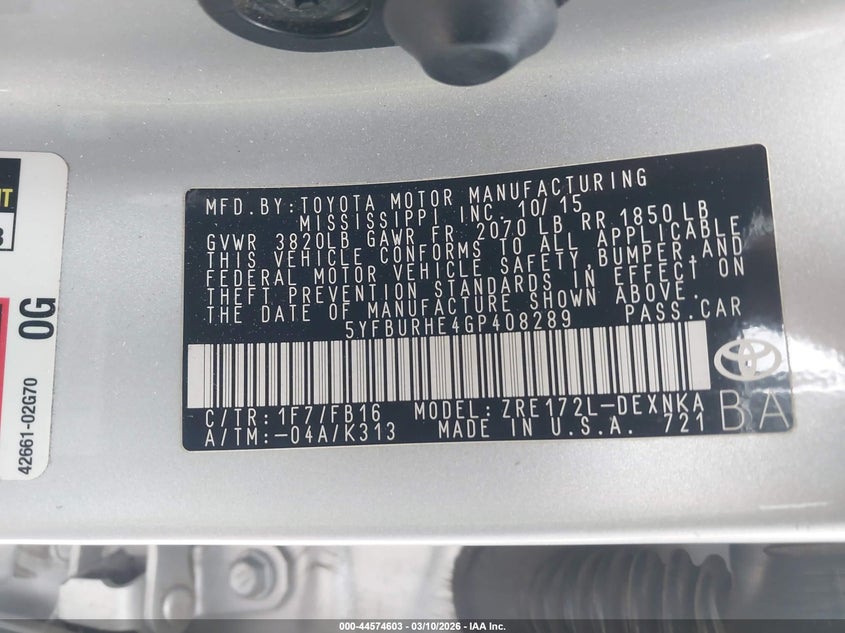 MFD.BY:TOYOTA MOTOR MANUFACTURING
MISSISSIPPI INC. 10/15
GVWR 3820LB GAWR FR 2070 LB RR 1850 LB
THIS VEHICLE CONFORMS TO ALL APPLICABLE
FEDERAL MOTOR VEHICLE SAFETY, BUMPER, AND
THEFT PREVENTION STANDARDS IN EFFECT ON
THE DATE OF MANUFACTURE SHOWN ABOVE.
5YFBURHE4GP408289 PASS.CAR
C/TR: 1F7/FB16 MODEL: ZRE172L-DEXNKA
A/TM:-04A/K313 MADE IN U.S.A. 721
BA
0G
42661-02G70
000-44574603 - 03/10/2026 - IAA Inc.